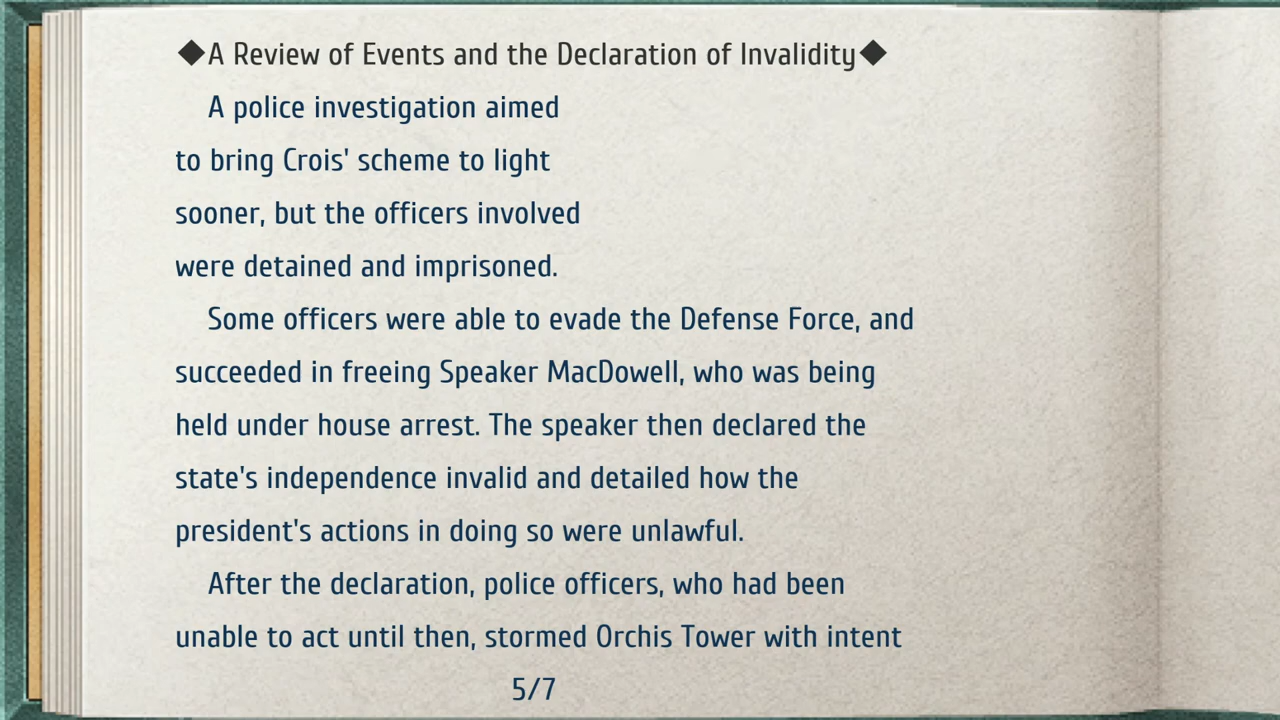 ◆A Review of Events and the Declaration of Invalidity◆
A police investigation aimed
to bring Crois' scheme to light
sooner, but the officers involved
were detained and imprisoned.
Some officers were able to evade the Defense Force, and
succeeded in freeing Speaker MacDowell, who was being
held under house arrest. The speaker then declared the
state's independence invalid and detailed how the
president's actions in doing so were unlawful.
After the declaration, police officers, who had been
unable to act until then, stormed Orchis Tower with intent
5/7